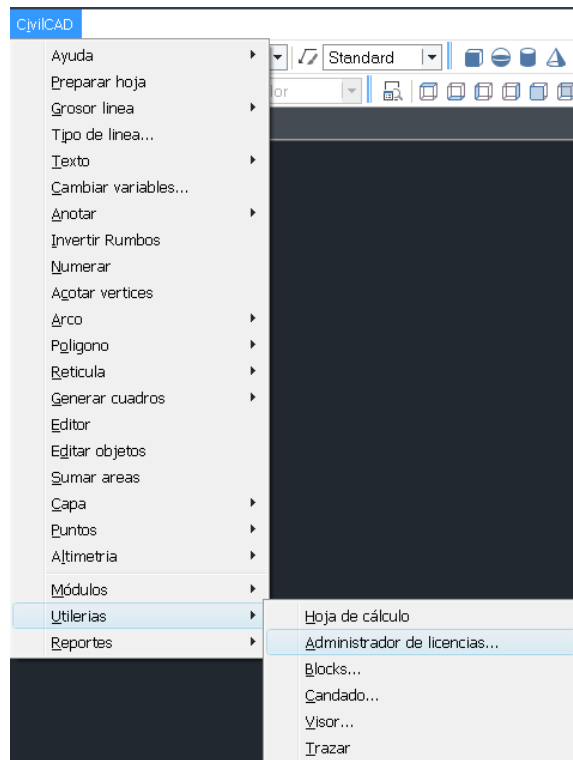 CivilCAD
Ayuda
Standard
Preparar hoja
Grosor linea
Tipo de linea...
Texto
Cambiar variables...
Anotar
Invertir Rumbos
Numerar
Acotar vertices
Arco
Poligono
Reticula
Generar cuadros
Editor
Editar objetos
Sumar areas
Capa
Puntos
Altimetria
Módulos
Utilerias
Reportes
Hoja de cálculo
Administrador de licencias...
Blocks...
Candado...
Visor...
Trazar